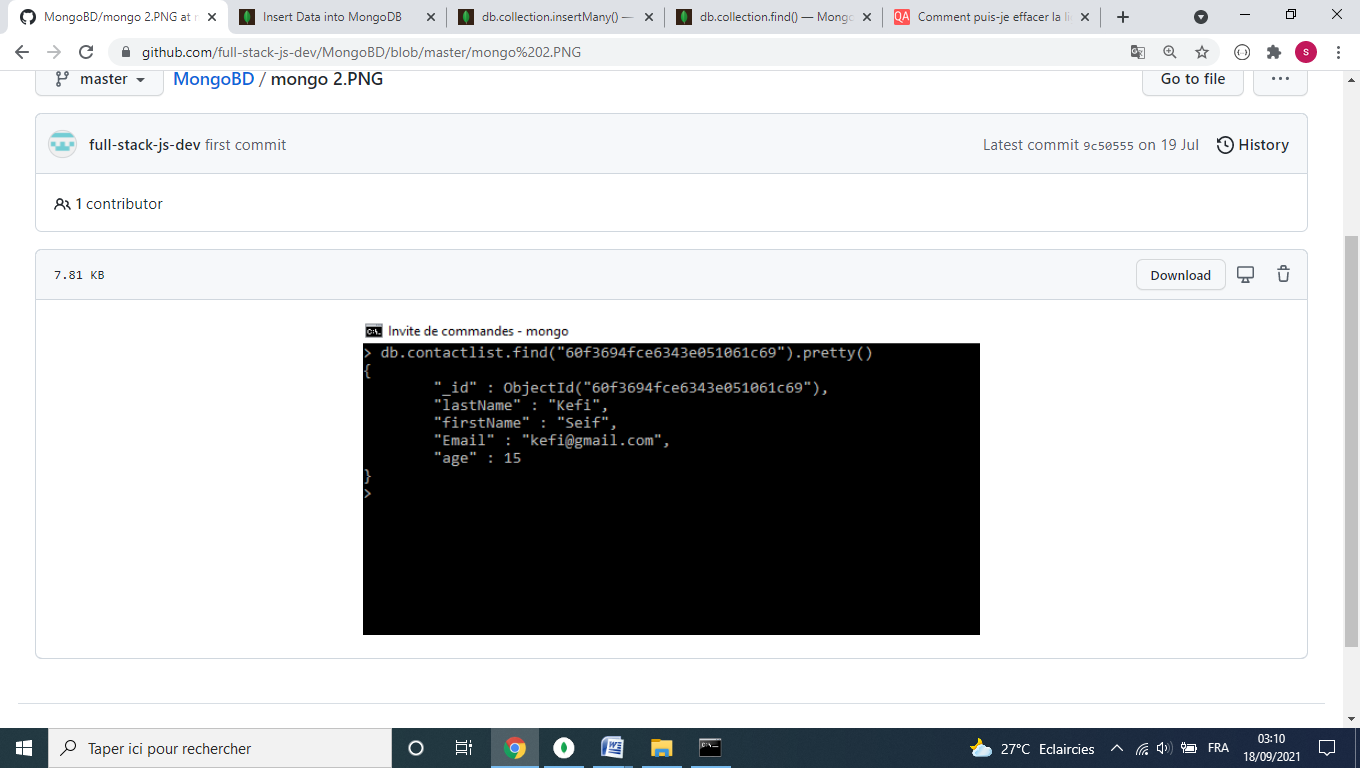 MongoBD/mongo 2.PNG at
Insert Data into MongoDB
db.collection.insertMany() —
db.collection.find() — Mongo
QA Comment puis-je effacer la
github.com/full-stack-js-dev/MongoBD/blob/master/mongo%202.PNG
s
master
MongoBD / mongo 2.PNG
Go to file
full-stack-js-dev first commit
Latest commit 9c50555 on 19 Jul
History
1 contributor
7.81 KB
Download
C:\. Invite de commandes - mongo
> db.contactlist.find("60f3694fce6343e051061c69").pretty()
{
"_id" : ObjectId("60f3694fce6343e051061c69"),
"lastName" : "Kefi",
"firstName" : "Seif",
"Email" : "kefi@gmail.com",
"age" : 15
}
>
Taper ici pour rechercher
27°C Eclaircies
FRA
03:10
18/09/2021